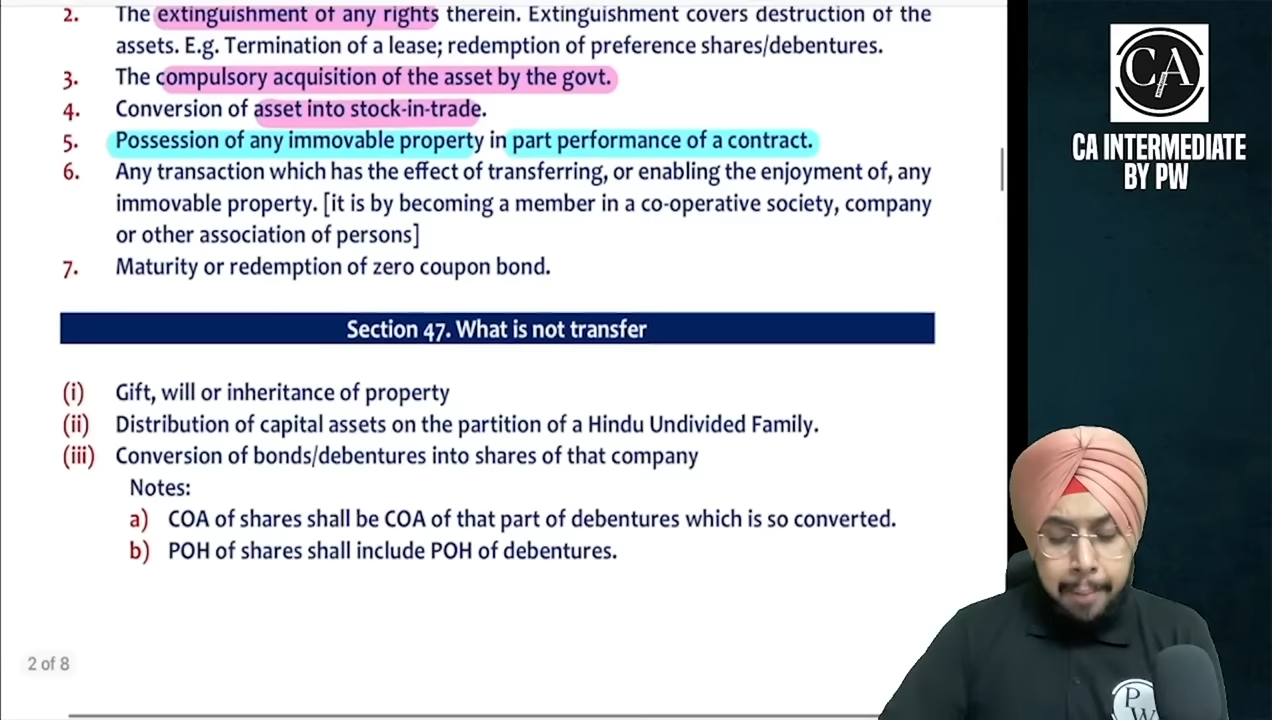 2. The extinguishment of any rights therein. Extinguishment covers destruction of the
assets. E.g. Termination of a lease; redemption of preference shares/debentures.
3. The compulsory acquisition of the asset by the govt.
4. Conversion of asset into stock-in-trade.
5. Possession of any immovable property in part performance of a contract.
6. Any transaction which has the effect of transferring, or enabling the enjoyment of, any
immovable property. [it is by becoming a member in a co-operative society, company
or other association of persons]
7. Maturity or redemption of zero coupon bond.
Section 47. What is not transfer
(i) Gift, will or inheritance of property
(ii) Distribution of capital assets on the partition of a Hindu Undivided Family.
(iii) Conversion of bonds/debentures into shares of that company
Notes:
a) COA of shares shall be COA of that part of debentures which is so converted.
b) POH of shares shall include POH of debentures.
2 of 8
CA
CA INTERMEDIATE
BY PW
P
W